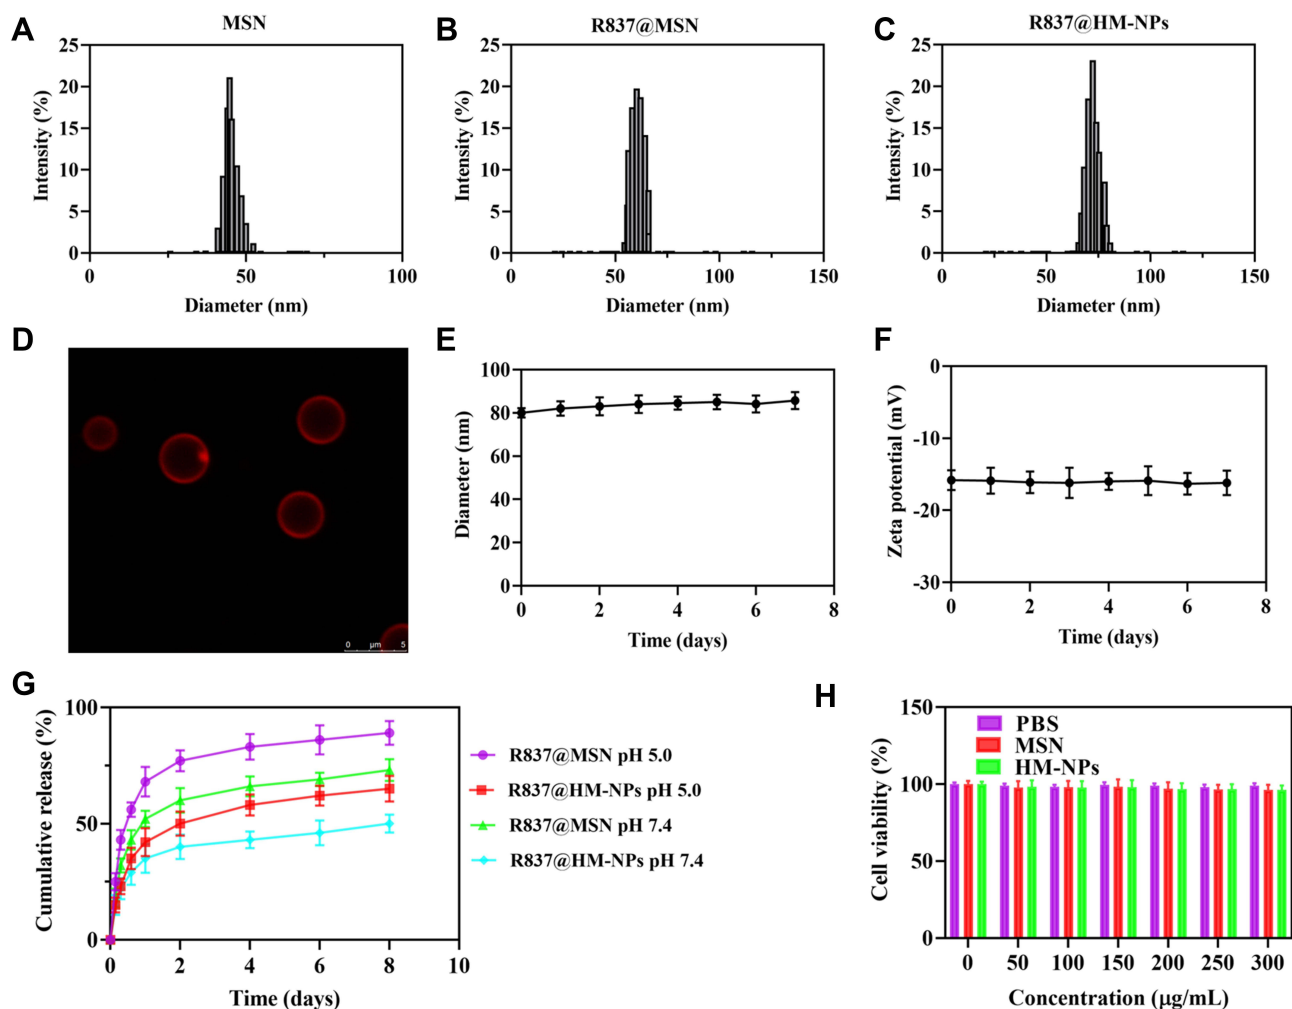 A
MSN
Intensity (%)
25
20
15
10
5
0
0 50 100
Diameter (nm)
B
R837@MSN
Intensity (%)
25
20
15
10
5
0
0 50 100 150
Diameter (nm)
C
R837@HM-NPs
Intensity (%)
25
20
15
10
5
0
0 50 100 150
Diameter (nm)
D
0 μm 5
E
Diameter (nm)
100
80
60
40
20
0
0 2 4 6 8
Time (days)
F
Zeta potential (mV)
0
-10
-20
-30
0 2 4 6 8
Time (days)
G
Cumulative release (%)
100
50
0
0 2 4 6 8 10
Time (days)
R837@MSN pH 5.0
R837@HM-NPs pH 5.0
R837@MSN pH 7.4
R837@HM-NPs pH 7.4
H
Cell viability (%)
150
100
50
0
PBS
MSN
HM-NPs
0 50 100 150 200 250 300
Concentration (μg/mL)